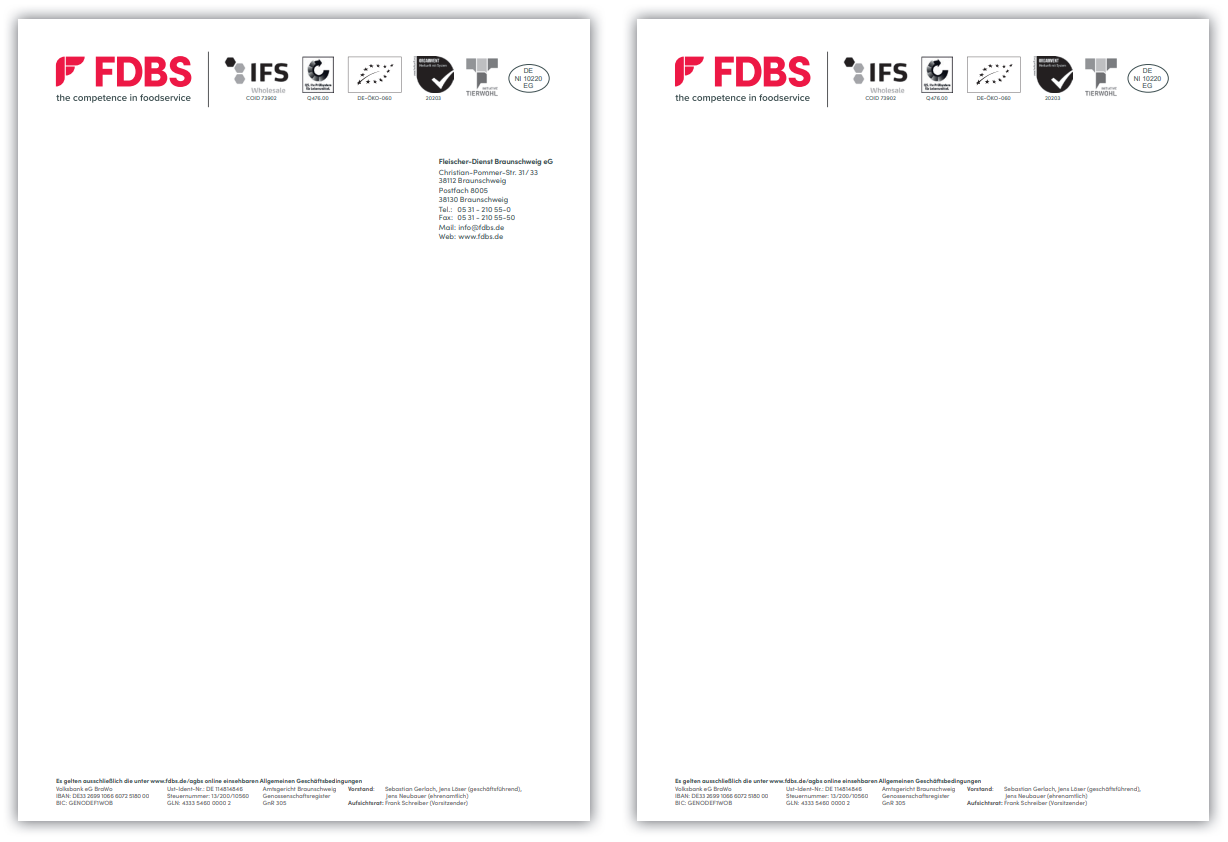 FDBS
the competence in foodservice
IFS
Wholesale
COID 73902
QS. Ihr Prüfsystem
für Lebensmittel.
Q476.00
DE-ÖKO-060
ORGAINVENT
20203
INITIATIVE
TIERWOHL
DE
NI 10220
EG
Fleischer-Dienst Braunschweig eG
Christian-Pommer-Str. 31/ 33
38112 Braunschweig
Postfach 8005
38130 Braunschweig
Tel.: 05 31 - 210 55-0
Fax: 05 31 - 210 55-50
Mail: info@fdbs.de
Web: www.fdbs.de
Es gelten ausschließlich die unter www.fdbs.de/agbs online einsehbaren Allgemeinen Geschäftsbedingungen
Volksbank eG BraWo Ust-Ident-Nr.: DE 114814848 Amtsgericht Braunschweig Vorstand: Sebastian Gerlach, Jens Löser (geschäftsführend),
IBAN: DE33 2699 1066 6072 5180 00 Steuernummer: 13/200/10560 Genossenschaftsregister Jens Neubauer (ehrenamtlich)
BIC: GENODEF1WOB GLN: 4333 5460 0000 2 GnR 305 Aufsichtsrat: Frank Schreiber (Vorsitzender)
FDBS
the competence in foodservice
IFS
Wholesale
COID 73902
QS. Ihr Prüfsystem
für Lebensmittel.
Q476.00
DE-ÖKO-060
ORGAINVENT
20203
INITIATIVE
TIERWOHL
DE
NI 10220
EG
Es gelten ausschließlich die unter www.fdbs.de/agbs online einsehbaren Allgemeinen Geschäftsbedingungen
Volksbank eG BraWo Ust-Ident-Nr.: DE 114814848 Amtsgericht Braunschweig Vorstand: Sebastian Gerlach, Jens Löser (geschäftsführend),
IBAN: DE33 2699 1066 6072 5180 00 Steuernummer: 13/200/10560 Genossenschaftsregister Jens Neubauer (ehrenamtlich)
BIC: GENODEF1WOB GLN: 4333 5460 0000 2 GnR 305 Aufsichtsrat: Frank Schreiber (Vorsitzender)